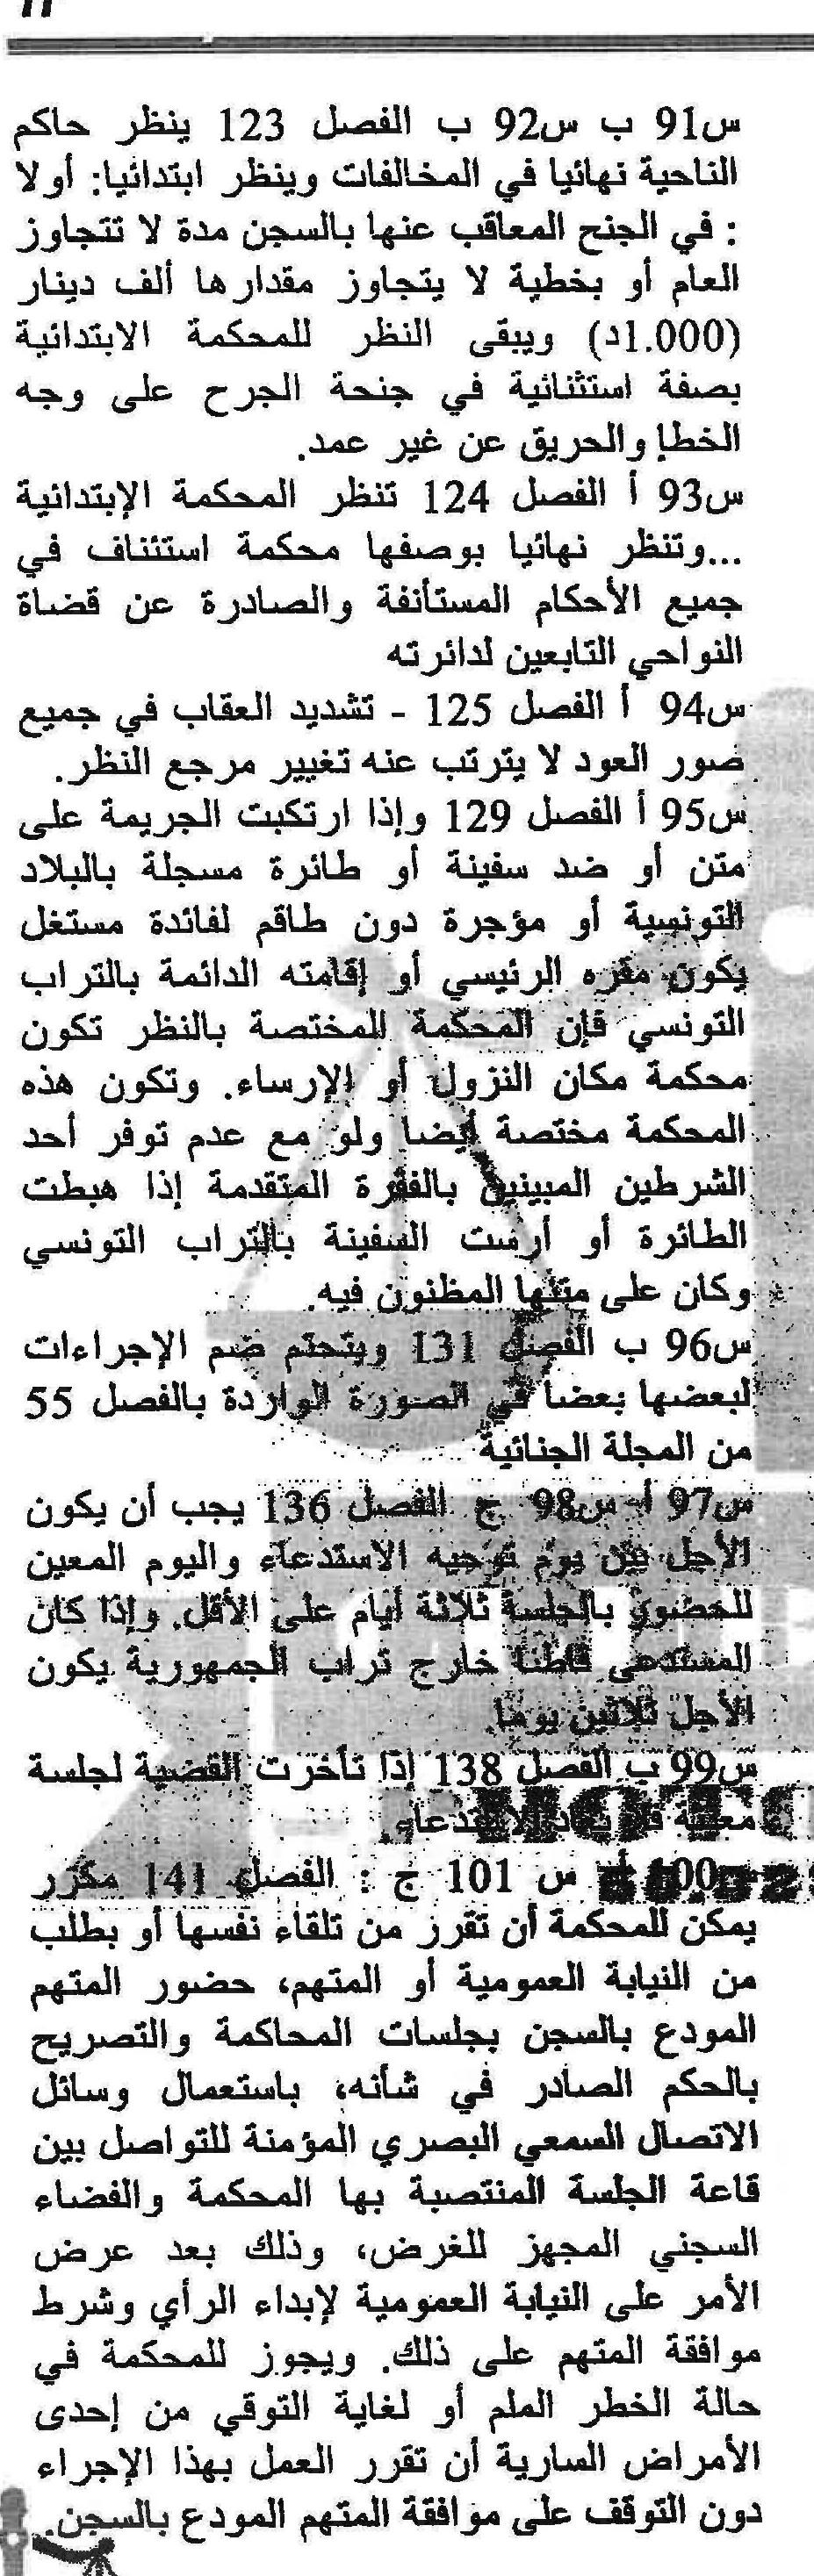 س91 ب س92 ب الفصل 123 ينظر حاكم
الناحية نهائيا في المخالفات وينظر ابتدائيا: أولا
: في الجنح المعاقب عنها بالسجن مدة لا تتجاوز
العام أو بخطية لا يتجاوز مقدارها ألف دينار
(1.000د) ويبقى النظر للمحكمة الابتدائية
بصفة استثنائية في جنحة الجرح على وجه
الخطإ والحريق عن غير عمد.
س93 أ الفصل 124 تنظر المحكمة الإبتدائية
...وتنظر نهائيا بوصفها محكمة استئناف في
جميع الأحكام المستأنفة والصادرة عن قضاة
النواحي التابعين لدائرته
س94 أ الفصل 125 - تشديد العقاب في جميع
صور العود لا يترتب عنه تغيير مرجع النظر.
س95 أ الفصل 129 وإذا ارتكبت الجريمة على
متن أو ضد سفينة أو طائرة مسجلة بالبلاد
التونسية أو مؤجرة دون طاقم لفائدة مستغل
يكون مقره الرئيسي أو إقامته الدائمة بالتراب
التونسي فإن المحكمة المختصة بالنظر تكون
محكمة مكان النزول أو الإرساء. وتكون هذه
المحكمة مختصة أيضا ولو مع عدم توفر أحد
الشرطين المبينين بالفقرة المتقدمة إذا هبطت
الطائرة أو أرست السفينة بالتراب التونسي
وكان على متنها المظنون فيه.
س96 ب الفصل 131 ويتحتم ضم الإجراءات
لبعضها بعضا في الصورة الواردة بالفصل 55
من المجلة الجنائية
س97 أ- س98 ج الفصل 136 يجب أن يكون
الأجل بين يوم توجيه الاستدعاء واليوم المعين
للحضور بالجلسة ثلاثة أيام على الأقل. وإذا كان
المستدعى قاطنا خارج تراب الجمهورية يكون
الأجل ثلاثين يوما.
س99 ب الفصل 138 إذا تأخرت القضية لجلسة
معينة فلا يعاد الاستدعاء.
100 أ س 101 ج : الفصل 141 مكرر
يمكن للمحكمة أن تقرر من تلقاء نفسها أو بطلب
من النيابة العمومية أو المتهم، حضور المتهم
المودع بالسجن بجلسات المحاكمة والتصريح
بالحكم الصادر في شأنه، باستعمال وسائل
الاتصال السمعي البصري المؤمنة للتواصل بين
قاعة الجلسة المنتصبة بها المحكمة والفضاء
السجني المجهز للغرض، وذلك بعد عرض
الأمر على النيابة العمومية لإبداء الرأي وشرط
موافقة المتهم على ذلك. ويجوز للمحكمة في
حالة الخطر الملم أو لغاية التوقي من إحدى
الأمراض السارية أن تقرر العمل بهذا الإجراء
دون التوقف على موافقة المتهم المودع بالسجن.